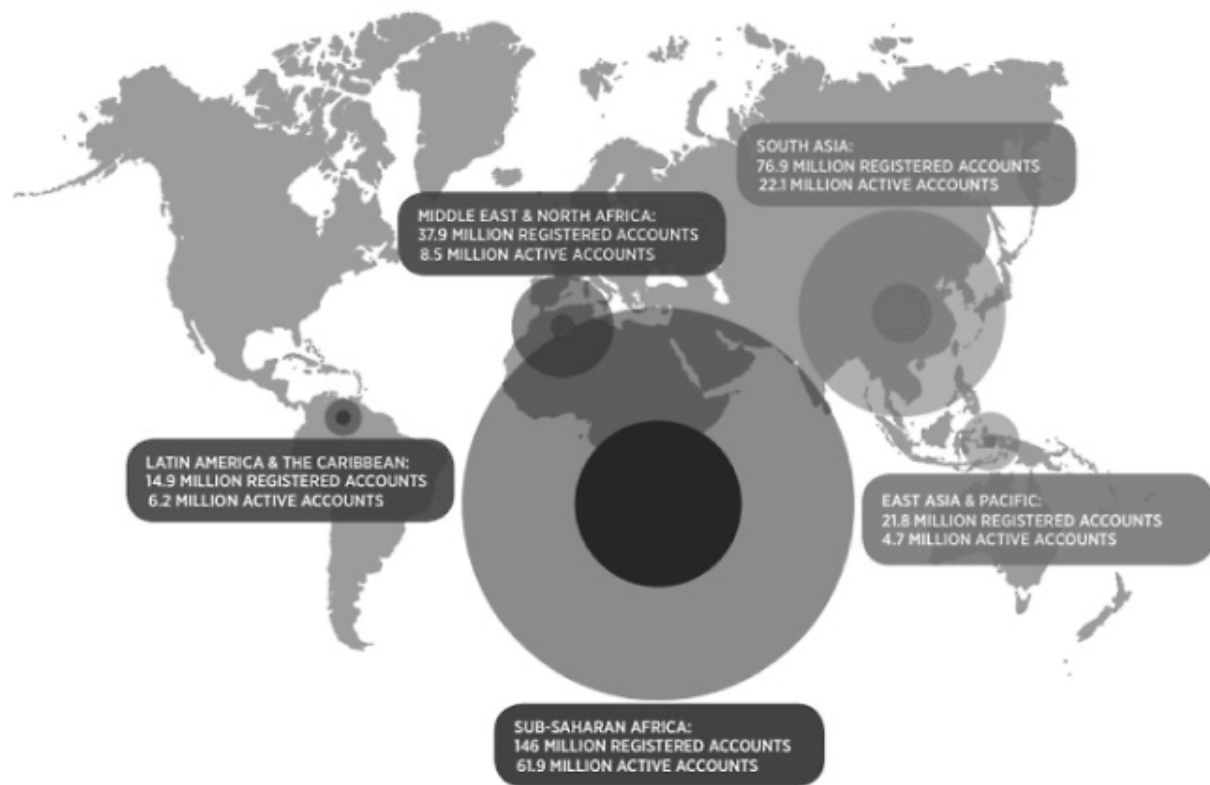 SOUTH ASIA:
76.9 MILLION REGISTERED ACCOUNTS
22.1 MILLION ACTIVE ACCOUNTS
MIDDLE EAST & NORTH AFRICA:
37.9 MILLION REGISTERED ACCOUNTS
8.5 MILLION ACTIVE ACCOUNTS
LATIN AMERICA & THE CARIBBEAN:
14.9 MILLION REGISTERED ACCOUNTS
6.2 MILLION ACTIVE ACCOUNTS
EAST ASIA & PACIFIC:
21.8 MILLION REGISTERED ACCOUNTS
4.7 MILLION ACTIVE ACCOUNTS
SUB-SAHARAN AFRICA:
146 MILLION REGISTERED ACCOUNTS
61.9 MILLION ACTIVE ACCOUNTS